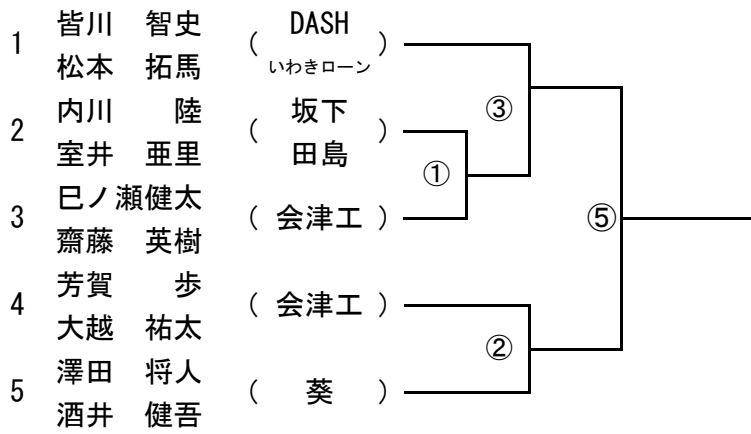 皆川　智史
1 （ DASH ）
松本　拓馬 いわきローン
内川　　陸 坂下
2 （ ）
室井　亜里 田島
巳ノ瀬健太
3 （ 会津工 ）
齋藤　英樹
芳賀　　歩
4 （ 会津工 ）
大越　祐太
澤田　将人
5 （ 葵 ）
酒井　健吾
③
①
⑤
②